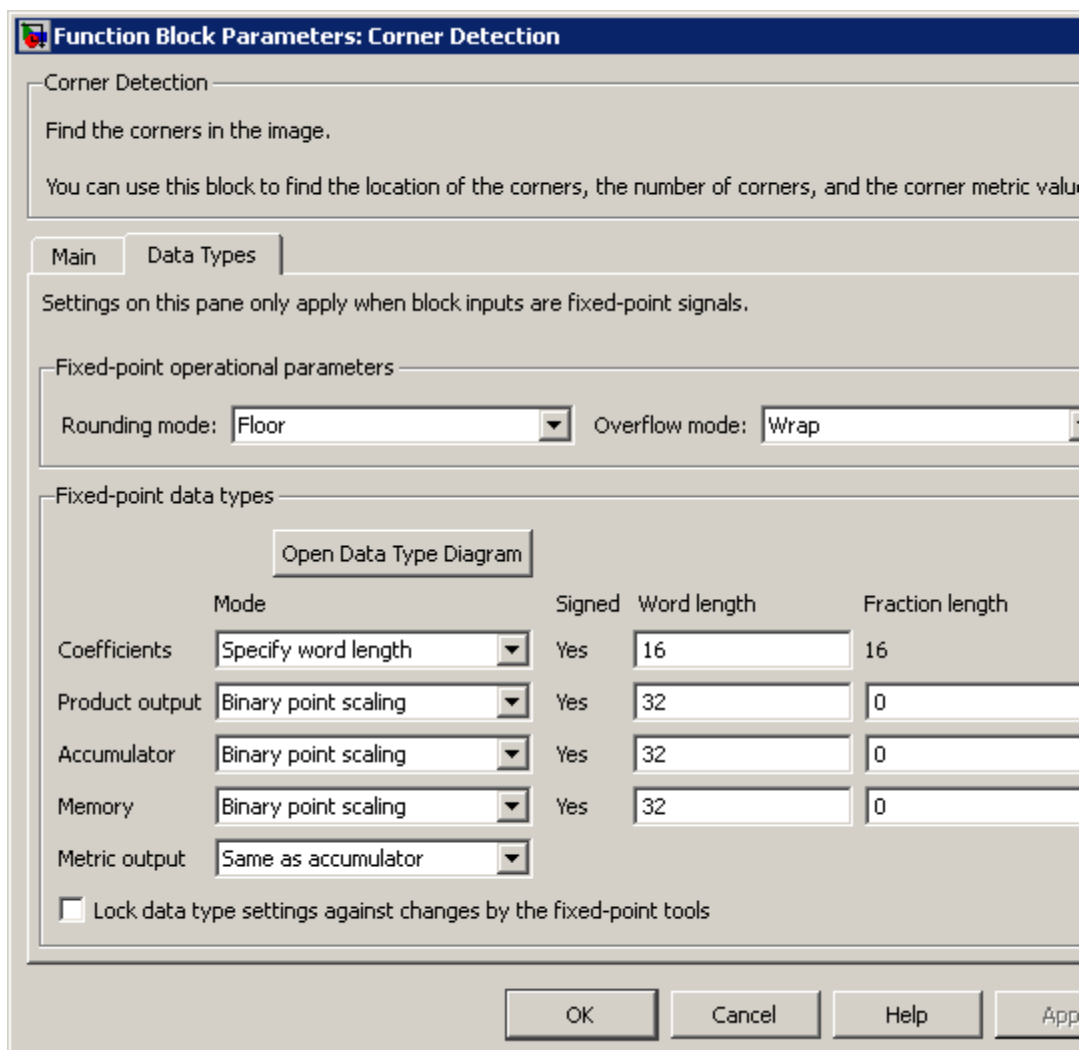 Function Block Parameters: Corner Detection
Corner Detection
Find the corners in the image.
You can use this block to find the location of the corners, the number of corners, and the corner metric
Main Data Types
Settings on this pane only apply when block inputs are fixed-point signals.
Fixed-point operational parameters
Rounding mode: Floor Overflow mode: Wrap
Fixed-point data types
Open Data Type Diagram
Mode Signed Word length Fraction length
Coefficients Specify word length Yes 16 16
Product output Binary point scaling Yes 32 0
Accumulator Binary point scaling Yes 32 0
Memory Binary point scaling Yes 32 0
Metric output Same as accumulator
Lock data type settings against changes by the fixed-point tools
OK Cancel Help